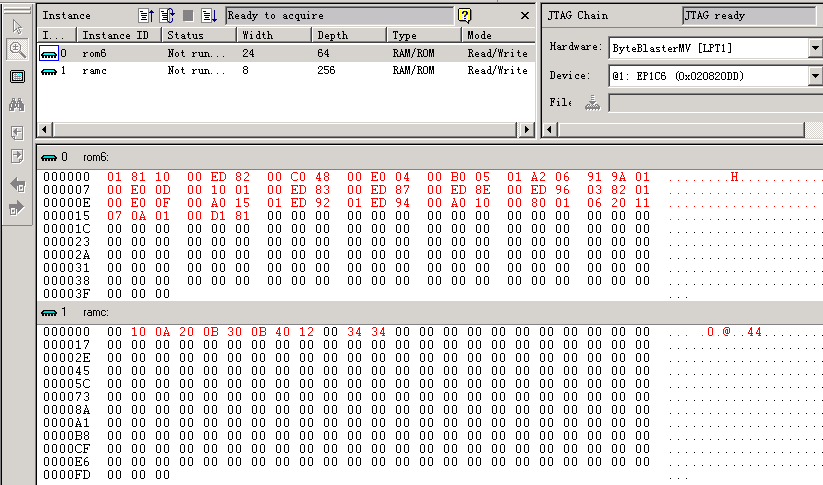 Instance Ready to acquire
I... Instance ID Status Width Depth Type Mode
0 rom6 Not run... 24 64 RAM/ROM Read/Write
1 ramc Not run... 8 256 RAM/ROM Read/Write
JTAG Chain JTAG ready
Hardware: ByteBlasterMV [LPT1]
Device: @1: EP1C6 (0x020820DD)
File
0 rom6:
000000 01 81 10 00 ED 82 00 C0 48 00 E0 04 00 B0 05 01 A2 06 91 9A 01 ........H............
000007 00 E0 0D 00 10 01 00 ED 83 00 ED 87 00 ED 8E 00 ED 96 03 82 01 .....................
00000E 00 E0 0F 00 A0 15 01 ED 92 01 ED 94 00 A0 10 00 80 01 06 20 11 ................... .
000015 07 0A 01 00 D1 81 00 00 00 00 00 00 00 00 00 00 00 00 00 00 00 .....................
00001C 00 00 00 00 00 00 00 00 00 00 00 00 00 00 00 00 00 00 00 00 00 .....................
000023 00 00 00 00 00 00 00 00 00 00 00 00 00 00 00 00 00 00 00 00 00 .....................
00002A 00 00 00 00 00 00 00 00 00 00 00 00 00 00 00 00 00 00 00 00 00 .....................
000031 00 00 00 00 00 00 00 00 00 00 00 00 00 00 00 00 00 00 00 00 00 .....................
000038 00 00 00 00 00 00 00 00 00 00 00 00 00 00 00 00 00 00 00 00 00 .....................
00003F 00 00 00 ...
1 ramc:
000000 00 10 0A 20 0B 30 0B 40 12 00 34 34 00 00 00 00 00 00 00 00 00 00 00 ... .0.@..44...........
000017 00 00 00 00 00 00 00 00 00 00 00 00 00 00 00 00 00 00 00 00 00 00 00 .......................
00002E 00 00 00 00 00 00 00 00 00 00 00 00 00 00 00 00 00 00 00 00 00 00 00 .......................
000045 00 00 00 00 00 00 00 00 00 00 00 00 00 00 00 00 00 00 00 00 00 00 00 .......................
00005C 00 00 00 00 00 00 00 00 00 00 00 00 00 00 00 00 00 00 00 00 00 00 00 .......................
000073 00 00 00 00 00 00 00 00 00 00 00 00 00 00 00 00 00 00 00 00 00 00 00 .......................
00008A 00 00 00 00 00 00 00 00 00 00 00 00 00 00 00 00 00 00 00 00 00 00 00 .......................
0000A1 00 00 00 00 00 00 00 00 00 00 00 00 00 00 00 00 00 00 00 00 00 00 00 .......................
0000B8 00 00 00 00 00 00 00 00 00 00 00 00 00 00 00 00 00 00 00 00 00 00 00 .......................
0000CF 00 00 00 00 00 00 00 00 00 00 00 00 00 00 00 00 00 00 00 00 00 00 00 .......................
0000E6 00 00 00 00 00 00 00 00 00 00 00 00 00 00 00 00 00 00 00 00 00 00 00 .......................
0000FD 00 00 00 ...